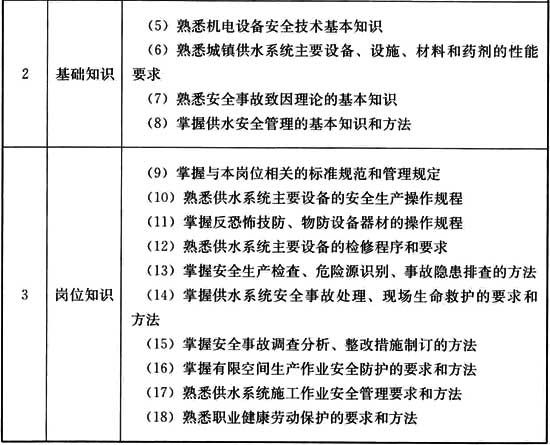 2
基础知识
（5）熟悉机电设备安全技术基本知识
（6）熟悉城镇供水系统主要设备、设施、材料和药剂的性能
要求
（7）熟悉安全事故致因理论的基本知识
（8）掌握供水安全管理的基本知识和方法
3
岗位知识
（9）掌握与本岗位相关的标准规范和管理规定
（10）熟悉供水系统主要设备的安全生产操作规程
（11）掌握反恐怖技防、物防设备器材的操作规程
（12）熟悉供水系统主要设备的检修程序和要求
（13）掌握安全生产检查、危险源识别、事故隐患排查的方法
（14）掌握供水系统安全事故处理、现场生命救护的要求和
方法
（15）掌握安全事故调查分析、整改措施制订的方法
（16）掌握有限空间生产作业安全防护的要求和方法
（17）熟悉供水系统施工作业安全管理要求和方法
（18）熟悉职业健康劳动保护的要求和方法